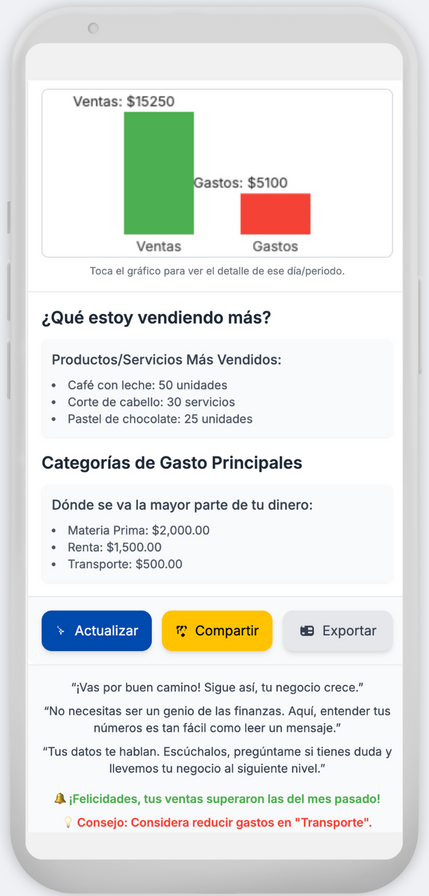 Ventas: $15250
Gastos: $5100
Ventas
Gastos
Toca el gráfico para ver el detalle de ese día/periodo.
¿Qué estoy vendiendo más?
Productos/Servicios Más Vendidos:
• Café con leche: 50 unidades
• Corte de cabello: 30 servicios
• Pastel de chocolate: 25 unidades
Categorías de Gasto Principales
Dónde se va la mayor parte de tu dinero:
• Materia Prima: $2,000.00
• Renta: $1,500.00
• Transporte: $500.00
Actualizar
Compartir
Exportar
“¡Vas por buen camino! Sigue así, tu negocio crece.”
“No necesitas ser un genio de las finanzas. Aquí, entender tus
números es tan fácil como leer un mensaje.”
“Tus datos te hablan. Escúchalos, pregúntame si tienes duda y
llevemos tu negocio al siguiente nivel.”
🔔 ¡Felicidades, tus ventas superaron las del mes pasado!
💡 Consejo: Considera reducir gastos en "Transporte".